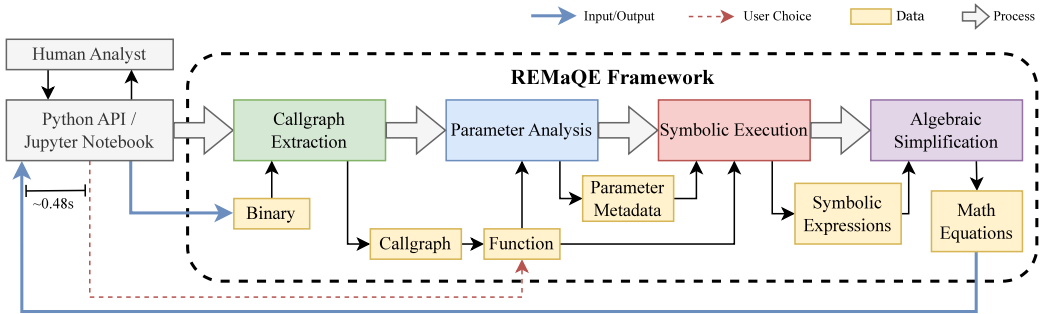 Input/Output
User Choice
Data
Process
Human Analyst
REMaQE Framework
Python API /
Jupyter Notebook
Callgraph
Extraction
Parameter Analysis
Symbolic Execution
Algebraic
Simplification
~0.48s
Binary
Parameter
Metadata
Symbolic
Expressions
Math
Equations
Callgraph
Function